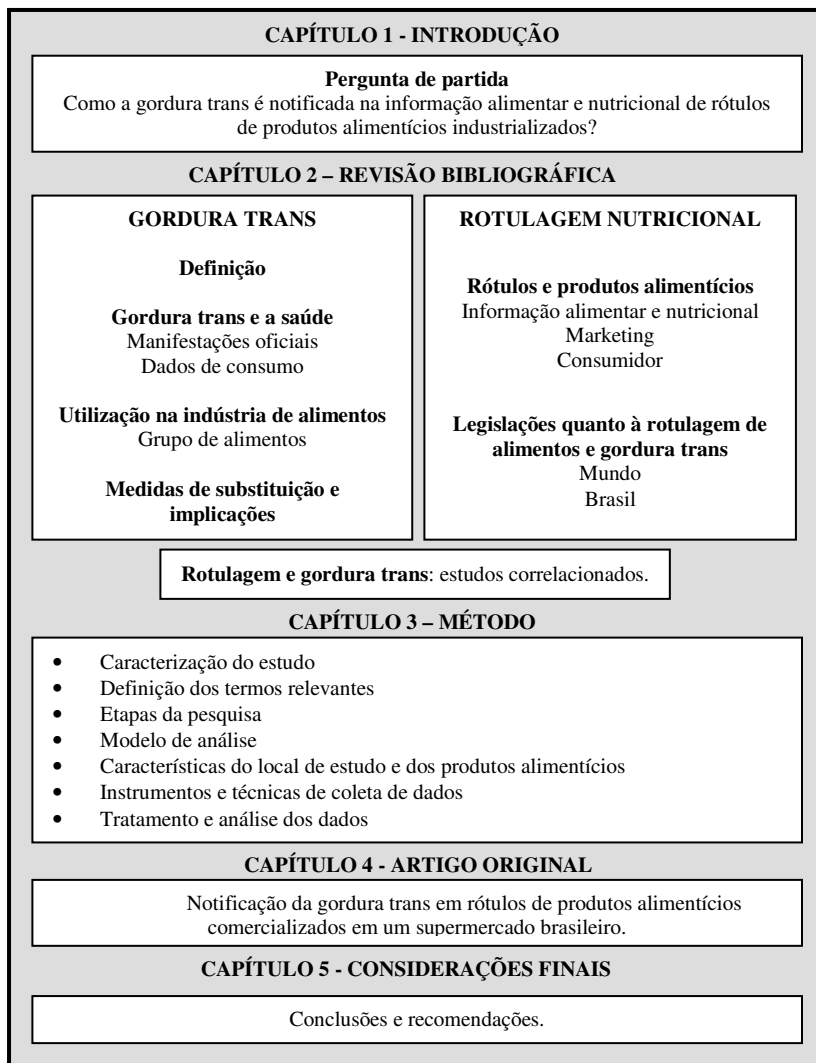 CAPÍTULO 1 - INTRODUÇÃO
Pergunta de partida
Como a gordura trans é notificada na informação alimentar e nutricional de rótulos
de produtos alimentícios industrializados?
CAPÍTULO 2 – REVISÃO BIBLIOGRÁFICA
GORDURA TRANS
Definição
Gordura trans e a saúde
Manifestações oficiais
Dados de consumo
Utilização na indústria de alimentos
Grupo de alimentos
Medidas de substituição e
implicações
ROTULAGEM NUTRICIONAL
Rótulos e produtos alimentícios
Informação alimentar e nutricional
Marketing
Consumidor
Legislações quanto à rotulagem de
alimentos e gordura trans
Mundo
Brasil
Rotulagem e gordura trans: estudos correlacionados.
CAPÍTULO 3 – MÉTODO
• Caracterização do estudo
• Definição dos termos relevantes
• Etapas da pesquisa
• Modelo de análise
• Características do local de estudo e dos produtos alimentícios
• Instrumentos e técnicas de coleta de dados
• Tratamento e análise dos dados
CAPÍTULO 4 - ARTIGO ORIGINAL
Notificação da gordura trans em rótulos de produtos alimentícios
comercializados em um supermercado brasileiro.
CAPÍTULO 5 - CONSIDERAÇÕES FINAIS
Conclusões e recomendações.